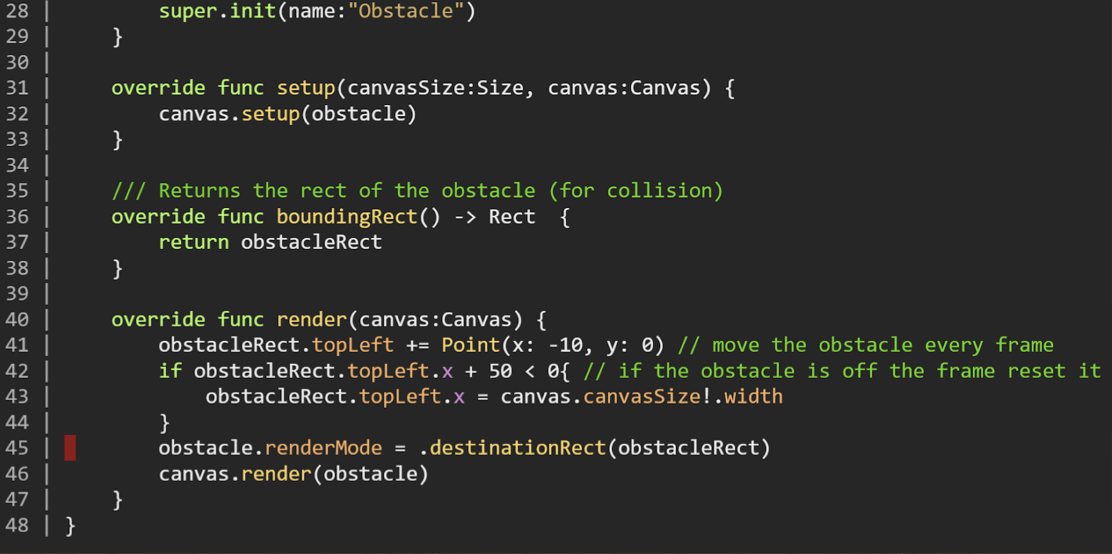 28 |         super.init(name:"Obstacle")
29 |     }
30 |
31 |     override func setup(canvasSize:Size, canvas:Canvas) {
32 |         canvas.setup(obstacle)
33 |     }
34 |
35 |     /// Returns the rect of the obstacle (for collision)
36 |     override func boundingRect() -> Rect  {
37 |         return obstacleRect
38 |     }
39 |
40 |     override func render(canvas:Canvas) {
41 |         obstacleRect.topLeft += Point(x: -10, y: 0) // move the obstacle every frame
42 |         if obstacleRect.topLeft.x + 50 < 0{ // if the obstacle is off the frame reset it
43 |             obstacleRect.topLeft.x = canvas.canvasSize!.width
44 |         }
45 |         obstacle.renderMode = .destinationRect(obstacleRect)
46 |         canvas.render(obstacle)
47 |     }
48 | }